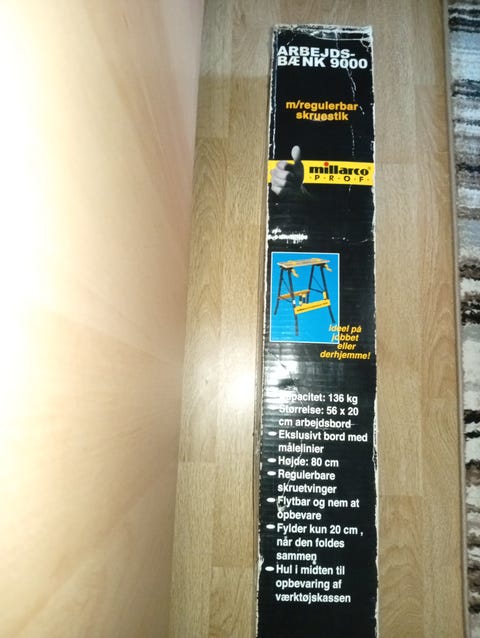 ARBEJDS-
BÆNK 9000
m/regulerbar
skruestik
millarco
PROF
ideel på
jobbet
eller
derhjemme!
Kapacitet: 136 kg
Størrelse: 56 x 20
cm arbejdsbord
Ekslusivt bord med
målelinier
Højde: 80 cm
Regulerbare
skruetvinger
Flytbar og nem at
opbevare
Fylder kun 20 cm ,
når den foldes
sammen
Hul i midten til
opbevaring af
værktøjskassen